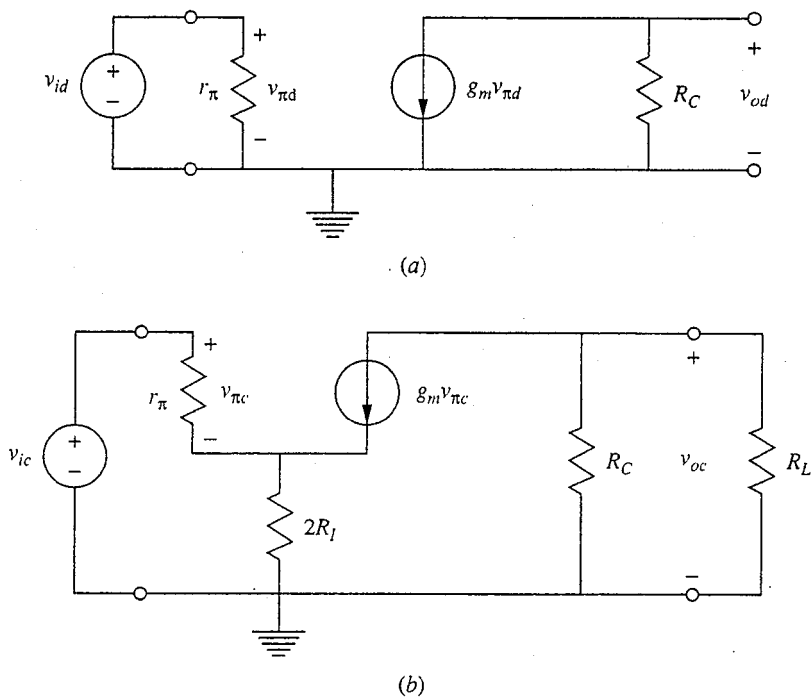 +
+
+
v_id
−
r_π
v_πd
g_m v_πd
R_C
v_od
−
−
(a)
+
+
+
−
v_ic
r_π
v_πc
−
g_m v_πc
2R_I
R_C
v_oc
R_L
−
(b)